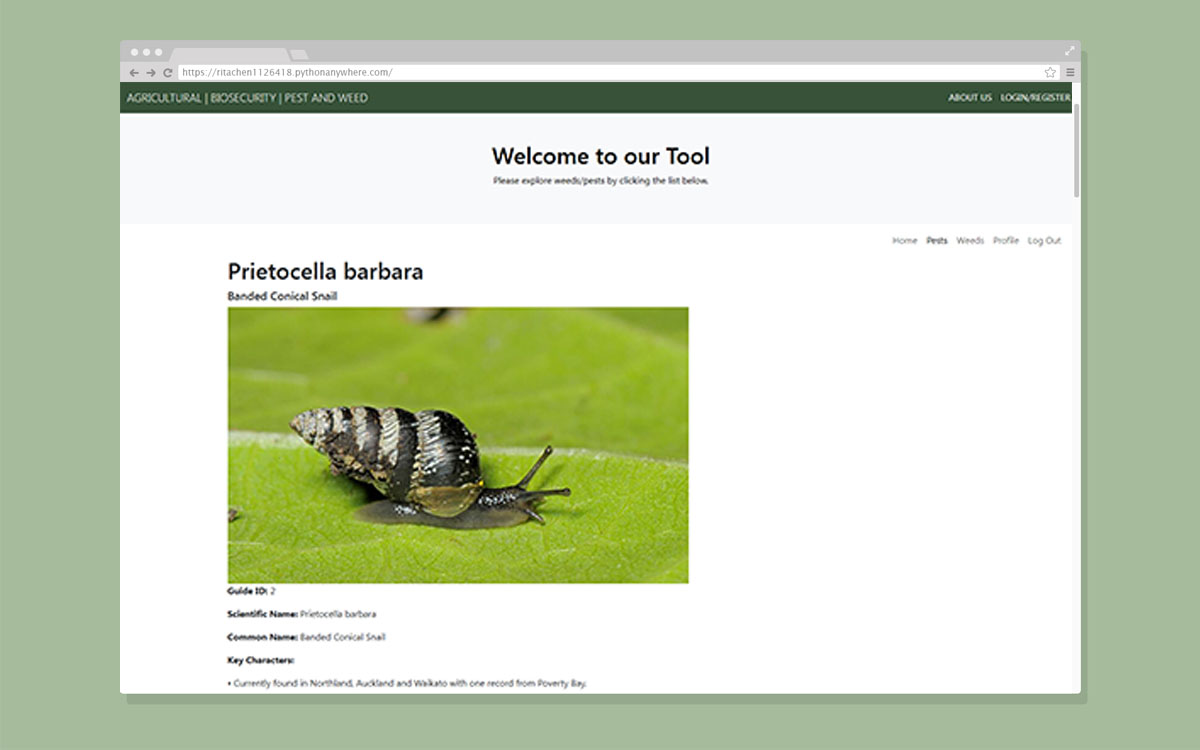 https://ritachen1126418.pythonanywhere.com/
AGRICULTURAL | BIOSECURITY | PEST AND WEED ABOUT US LOGIN/REGISTER
Welcome to our Tool
Please explore weeds/pests by clicking the list below.
Home Pests Weeds Profile Log Out
Prietocella barbara
Banded Conical Snail
Guide ID: 2
Scientific Name: Prietocella barbara
Common Name: Banded Conical Snail
Key Characters:
• Currently found in Northland, Auckland and Waikato with one record from Poverty Bay.